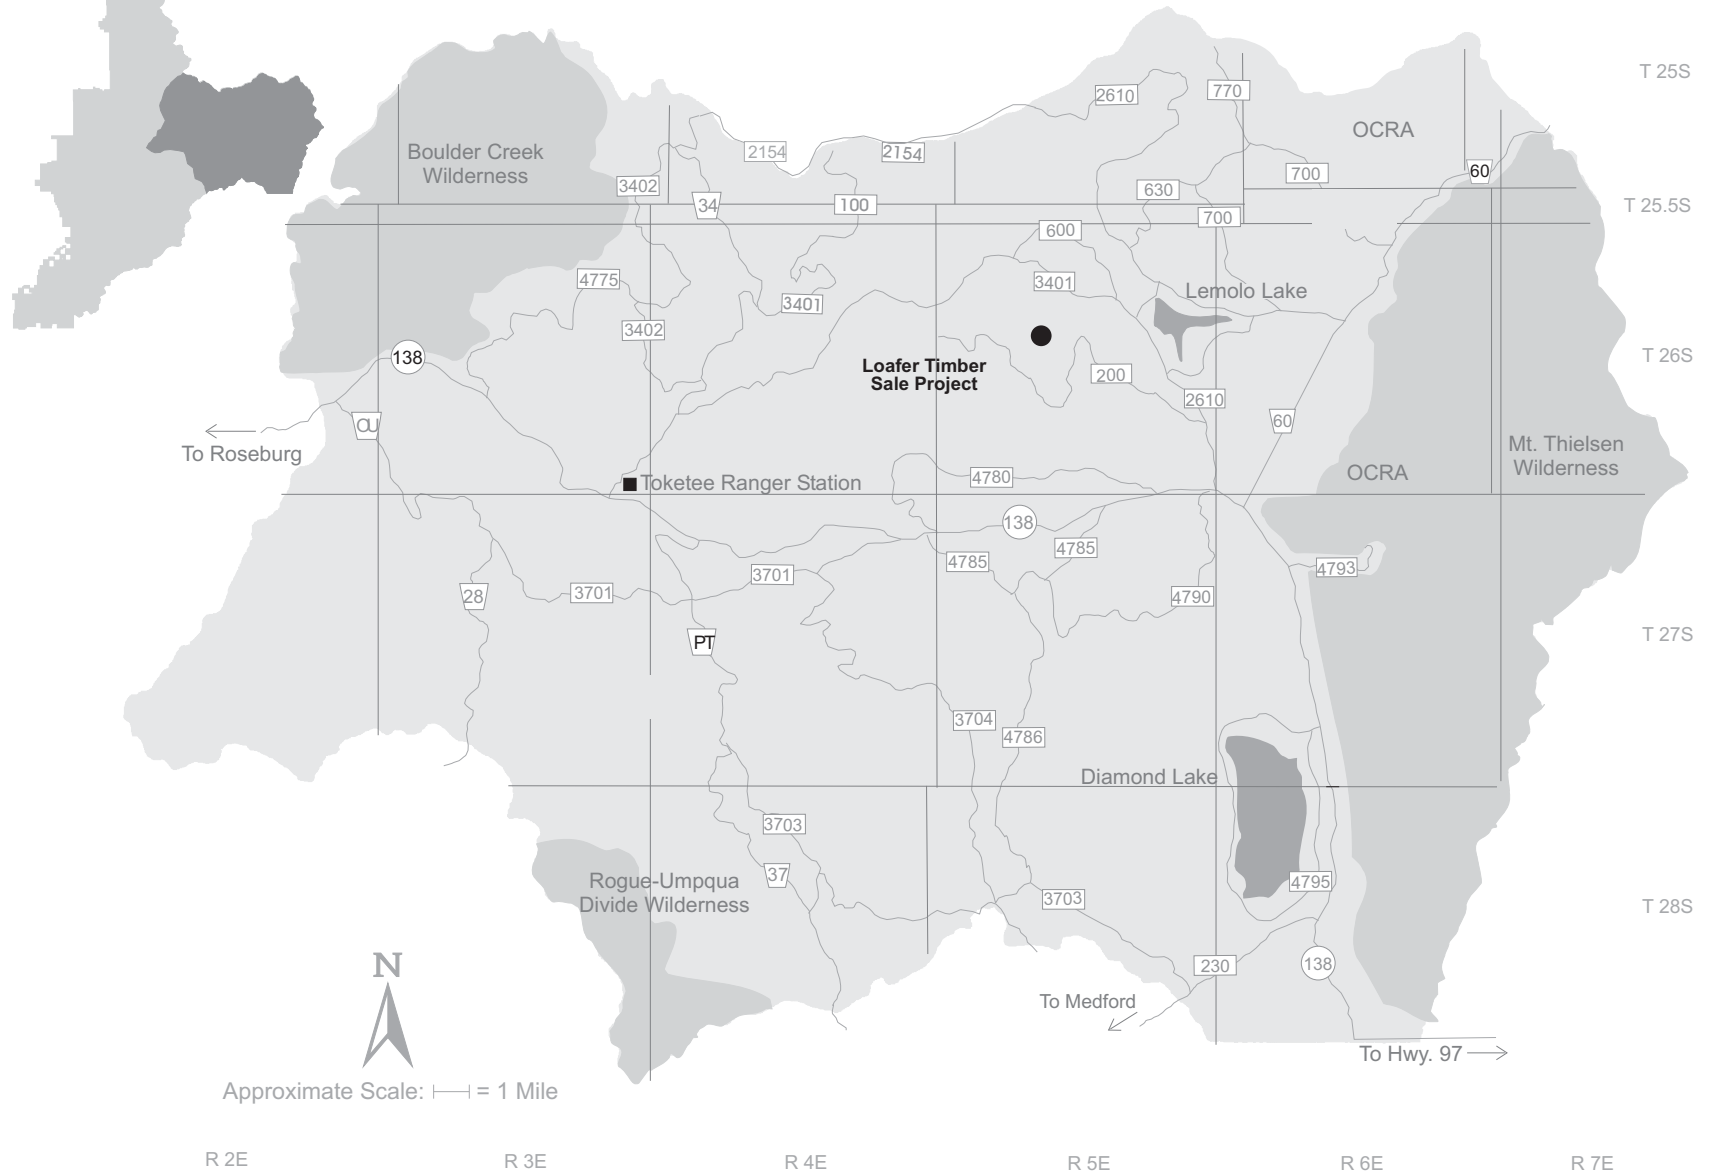 T 25S
2610
770
OCRA
Boulder Creek
Wilderness
2154
2154
60
700
3402
34
100
630
T 25.5S
700
600
4775
3401
3401
Lemolo Lake
3402
138
T 26S
Loafer Timber
Sale Project
200
2610
OU
60
To Roseburg
Mt. Thielsen
Wilderness
OCRA
Toketee Ranger Station
4780
138
4785
4785
4793
3701
3701
28
4790
PT
T 27S
3704
4786
Diamond Lake
3703
37
4795
Rogue-Umpqua
Divide Wilderness
3703
T 28S
N
230
138
To Medford
To Hwy. 97
Approximate Scale: = 1 Mile
R 2E
R 3E
R 4E
R 5E
R 6E
R 7E